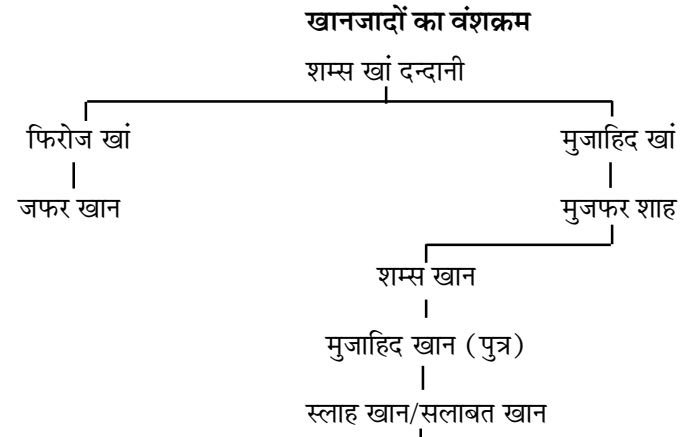 खानजादों का वंशक्रम
शम्स खां दन्दानी
फिरोज खां मुजाहिद खां
जफर खान मुजफर शाह
शम्स खान
मुजाहिद खान (पुत्र)
स्लाह खान/सलाबत खान